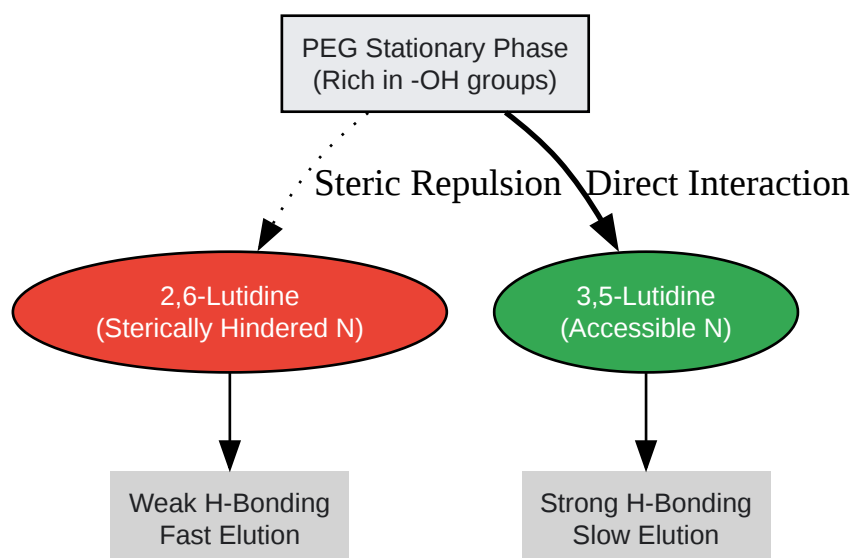 PEG Stationary Phase
(Rich in -OH groups)
Steric Repulsion
Direct Interaction
2,6-Lutidine
(Sterically Hindered N)
3,5-Lutidine
(Accessible N)
Weak H-Bonding
Fast Elution
Strong H-Bonding
Slow Elution